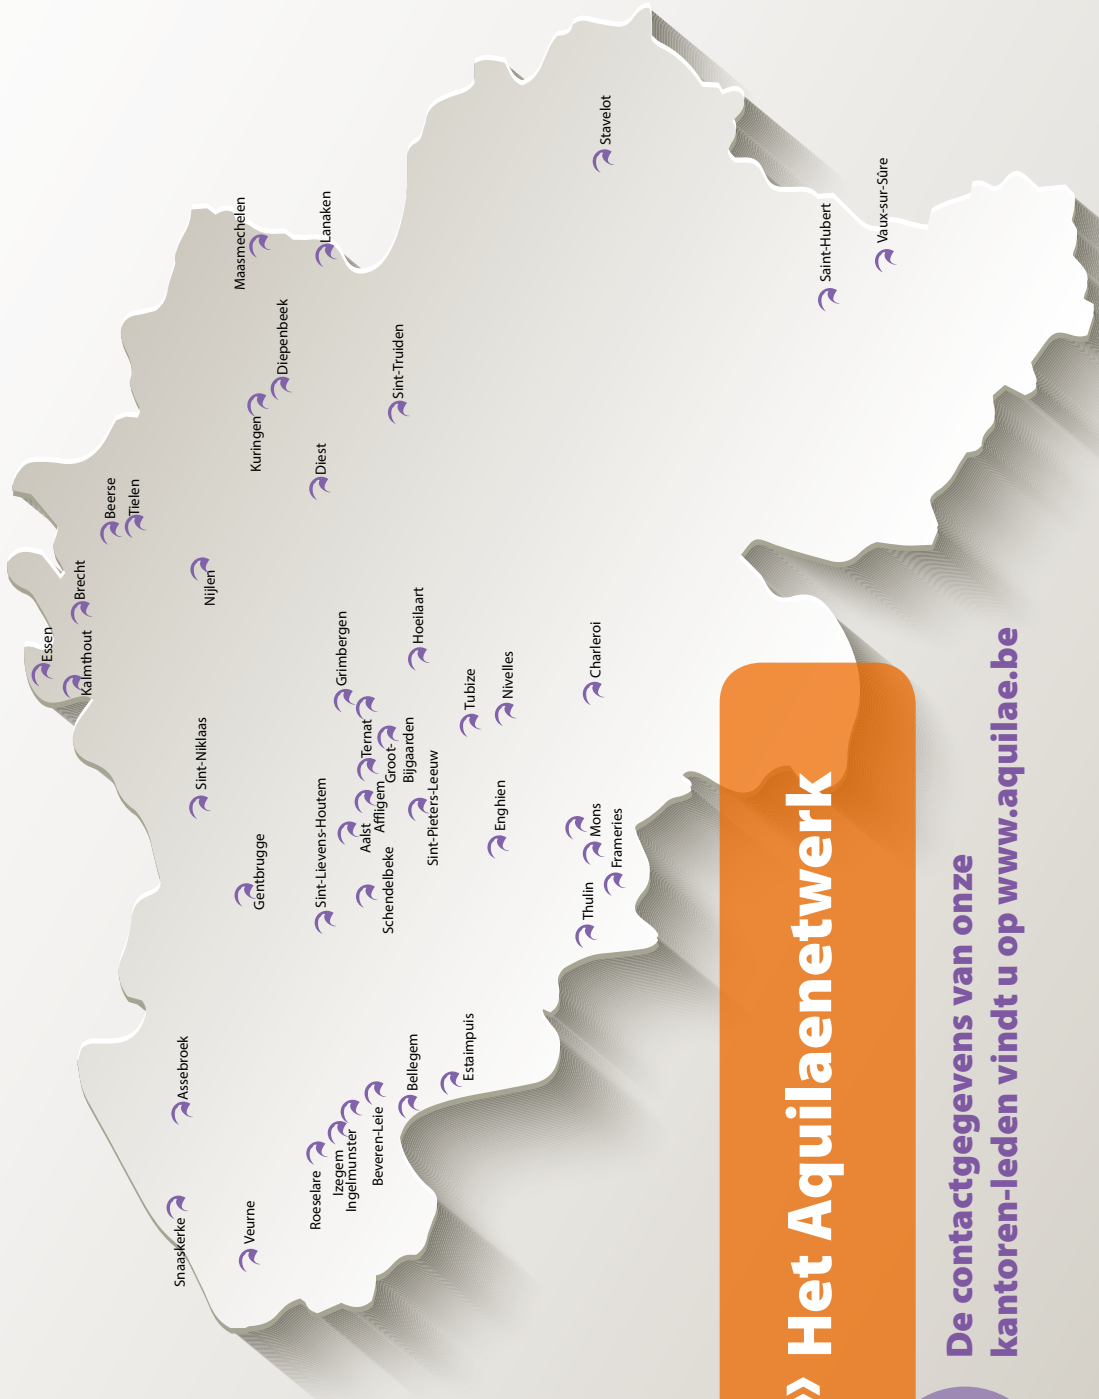 Essen
Kalmthout
Brecht
Beerse
Tielen
Nijlen
Sint-Niklaas
Gentbrugge
Assebroek
Snaaskerke
Veurne
Maasmechelen
Lanaken
Diepenbeek
Kuringen
Diest
Sint-Truiden
Grimbergen
Ternat
Groot-
Bijgaarden
Hoeilaart
Sint-Lievens-Houtem
Aalst
Affligem
Schendelbeke
Sint-Pieters-Leeuw
Roeselare
Izegem
Ingelmunster
Beveren-Leie
Bellegem
Estaimpuis
Tubize
Nivelles
Enghien
Charleroi
Mons
Frameries
Thulin
Stavelot
Saint-Hubert
Vaux-sur-Sûre
» Het Aquilaenetwerk
De contactgegevens van onze
kantoren-leden vindt u op www.aquilae.be